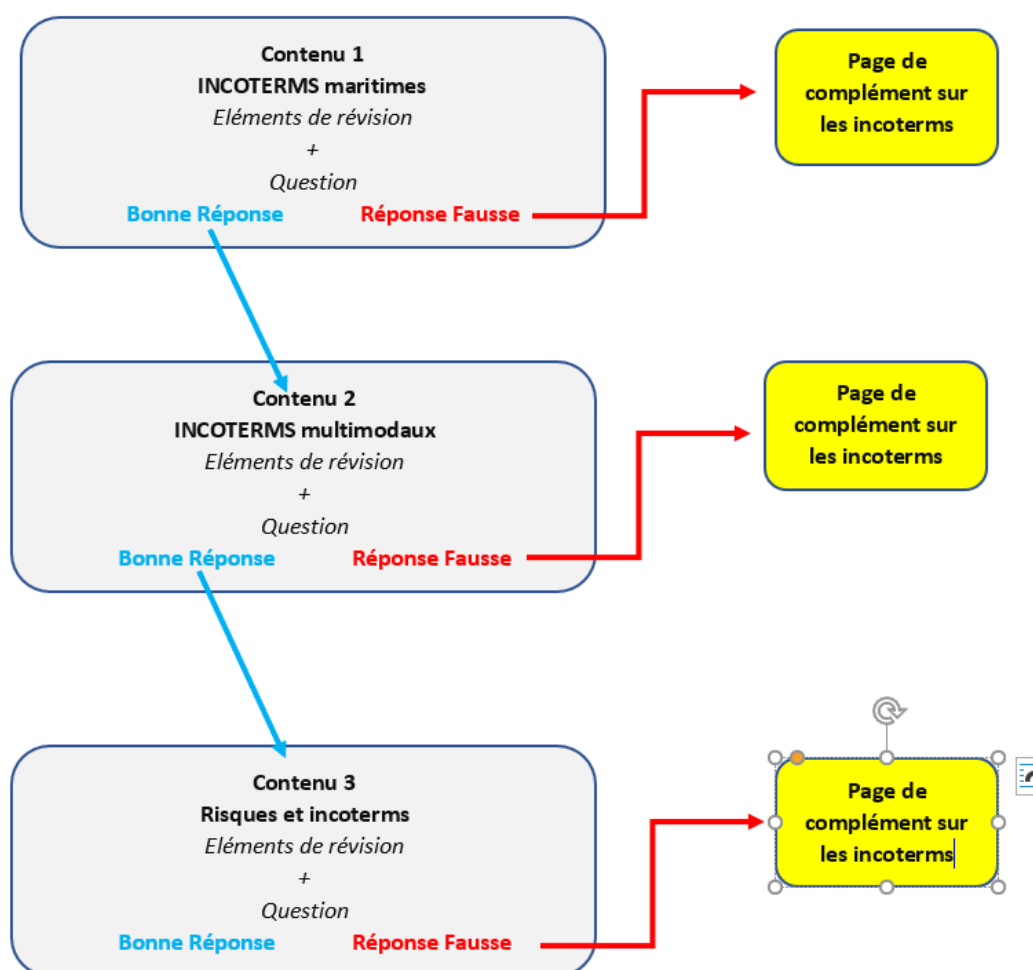 Contenu 1
INCOTERMS maritimes
Eléments de révision
+
Question
Bonne Réponse Réponse Fausse
Page de
complément sur
les incoterms
Contenu 2
INCOTERMS multimodaux
Eléments de révision
+
Question
Bonne Réponse Réponse Fausse
Page de
complément sur
les incoterms
Contenu 3
Risques et incoterms
Eléments de révision
+
Question
Bonne Réponse Réponse Fausse
Page de
complément sur
les incoterms